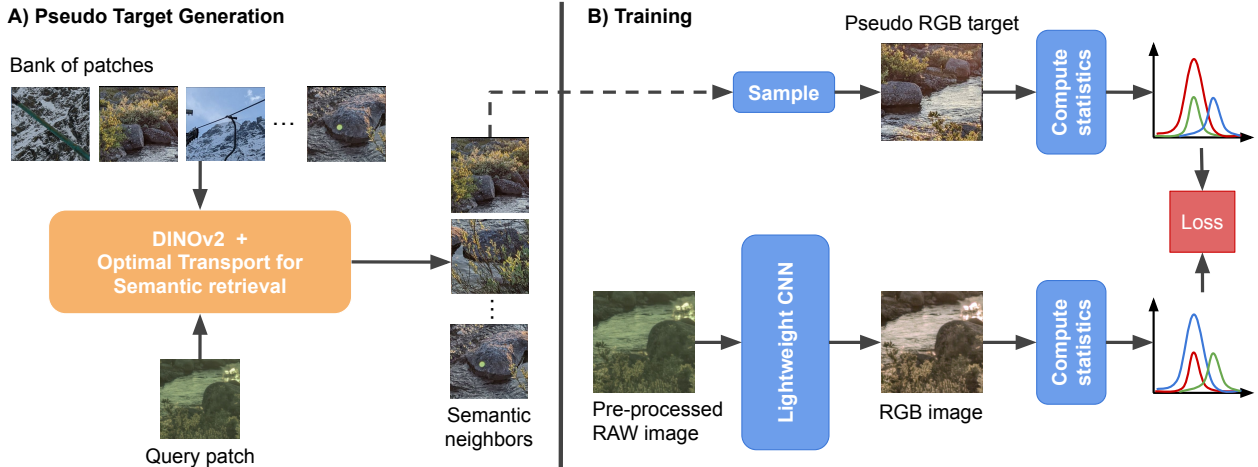 A) Pseudo Target Generation
Bank of patches
...
DINOv2 +
Optimal Transport for
Semantic retrieval
Query patch
...
Semantic
neighbors
B) Training
Sample
Pseudo RGB target
Compute
statistics
Loss
Pre-processed
RAW image
Lightweight CNN
RGB image
Compute
statistics